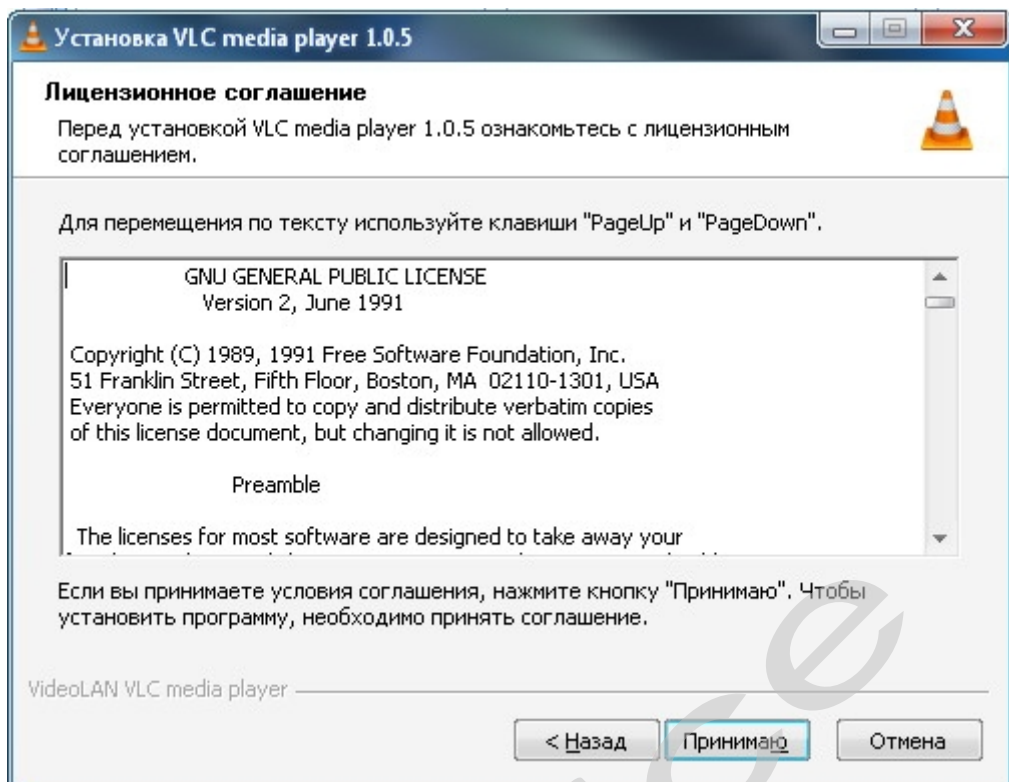 Установка VLC media player 1.0.5
Лицензионное соглашение
Перед установкой VLC media player 1.0.5 ознакомьтесь с лицензионным
соглашением.
Для перемещения по тексту используйте клавиши "PageUp" и "PageDown".
GNU GENERAL PUBLIC LICENSE
Version 2, June 1991
Copyright (C) 1989, 1991 Free Software Foundation, Inc.
51 Franklin Street, Fifth Floor, Boston, MA  02110-1301, USA
Everyone is permitted to copy and distribute verbatim copies
of this license document, but changing it is not allowed.
Preamble
The licenses for most software are designed to take away your
Если вы принимаете условия соглашения, нажмите кнопку "Принимаю". Чтобы
установить программу, необходимо принять соглашение.
VideoLAN VLC media player
< Назад
Принимаю
Отмена